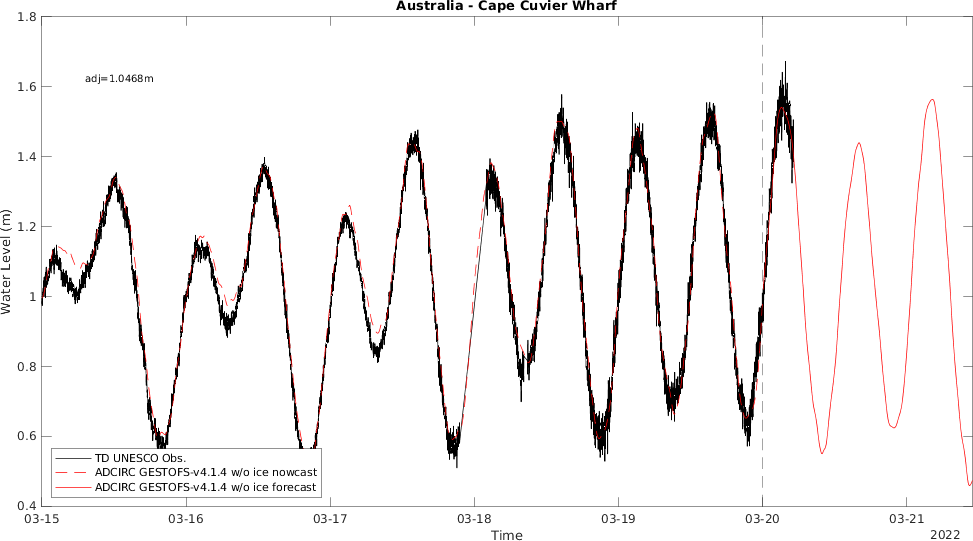 Australia - Cape Cuvier Wharf
adj=1.0468m
Water Level (m)
1.8
1.6
1.4
1.2
1
0.8
0.6
0.4
TD UNESCO Obs.
ADCIRC GESTOFS-v4.1.4 w/o ice nowcast
ADCIRC GESTOFS-v4.1.4 w/o ice forecast
03-15 03-16 03-17 03-18 03-19 03-20 03-21
Time
2022